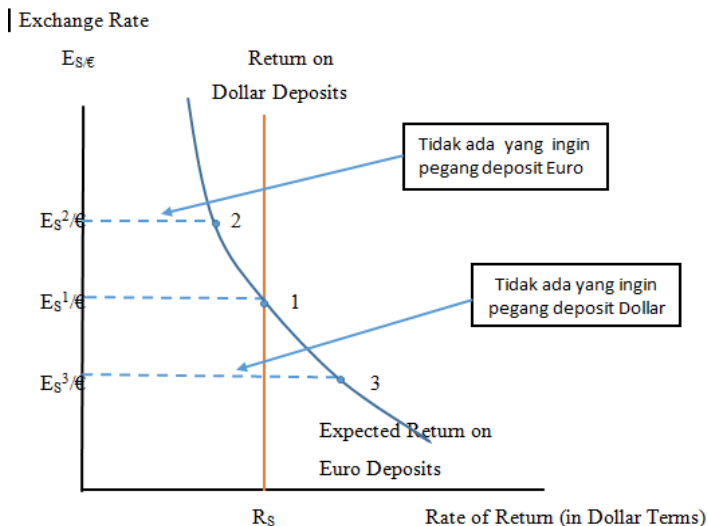 Exchange Rate
E$/€
Return on
Dollar Deposits
Tidak ada yang ingin
pegang deposit Euro
E$²/€
2
Tidak ada yang ingin
pegang deposit Dollar
E$¹/€
1
E$³/€
3
Expected Return on
Euro Deposits
R$
Rate of Return (in Dollar Terms)